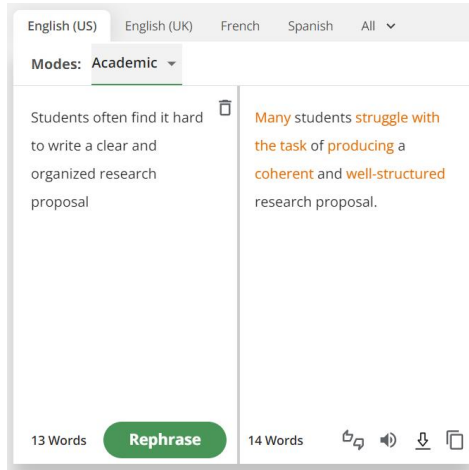 English (US) English (UK) French Spanish All
Modes: Academic
Students often find it hard
to write a clear and
organized research
proposal
Many students struggle with
the task of producing a
coherent and well-structured
research proposal.
13 Words Rephrase 14 Words